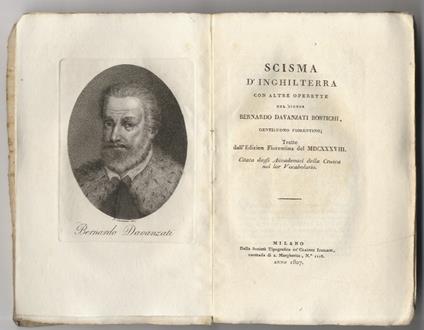 Bernardo Davanzati
SCISMA
D'INGHILTERRA
CON ALTRE OPERETTE
DEL SIGNOR
BERNARDO DAVANZATI BOSTICHI,
GENTILUOMO FIORENTINO;
Tratte
dall'Edizion Fiorentina del MDCXXXVIII.
Citata dagli Accademici della Crusca
nel lor Vocabolario.
MILANO
Dalla Società Tipografica de' CLASSICI ITALIANI,
contrada di s. Margherita, N.° 1118.
ANNO 1807.